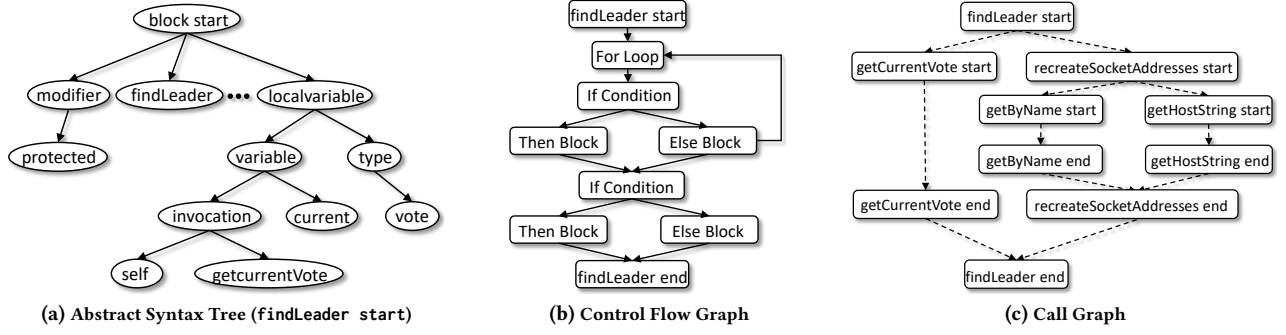 block start
modifier
findLeader
•••
localvariable
protected
variable
type
invocation
current
vote
self
getcurrentVote
(a) Abstract Syntax Tree (findLeader start)
findLeader start
For Loop
If Condition
Then Block
Else Block
If Condition
Then Block
Else Block
findLeader end
(b) Control Flow Graph
findLeader start
getCurrentVote start
recreateSocketAddresses start
getByName start
getHostString start
getByName end
getHostString end
getCurrentVote end
recreateSocketAddresses end
findLeader end
(c) Call Graph